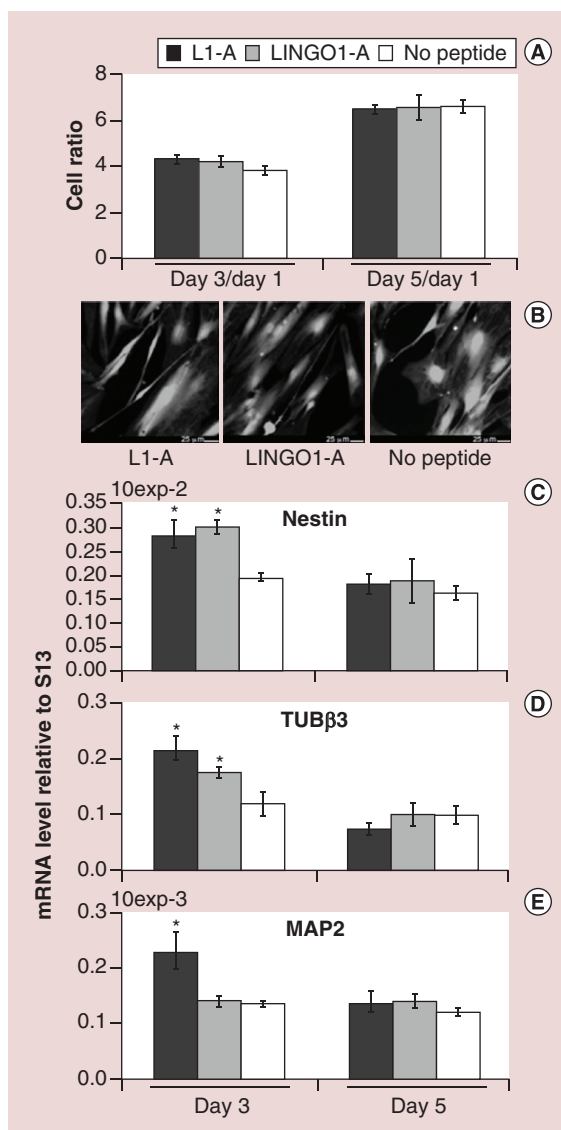 L1-A LINGO1-A No peptide A
8
6
4
2
0
Cell ratio
Day 3/day 1 Day 5/day 1
B
25 µm 25 µm 25 µm
L1-A LINGO1-A No peptide
C
10exp-2
0.35
0.30
0.25
0.20
0.15
0.10
0.05
0.00
* *
Nestin
mRNA level relative to S13
D
0.3
0.2
0.1
0.0
* *
TUBβ3
E
10exp-3
0.3
0.2
0.1
0.0
*
MAP2
Day 3 Day 5